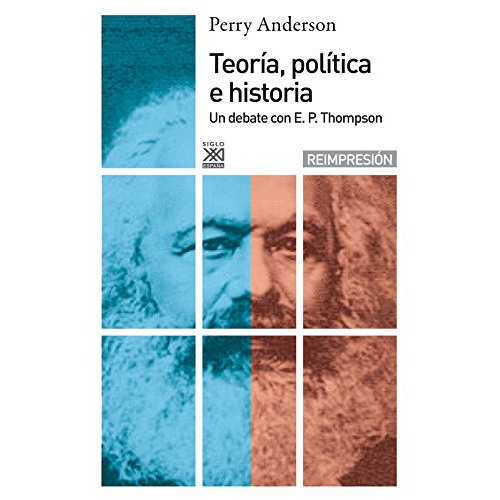 Perry Anderson
Teoría, política
e historia
Un debate con E. P. Thompson
SIGLO
XXI
ESPAÑA
REIMPRESIÓN